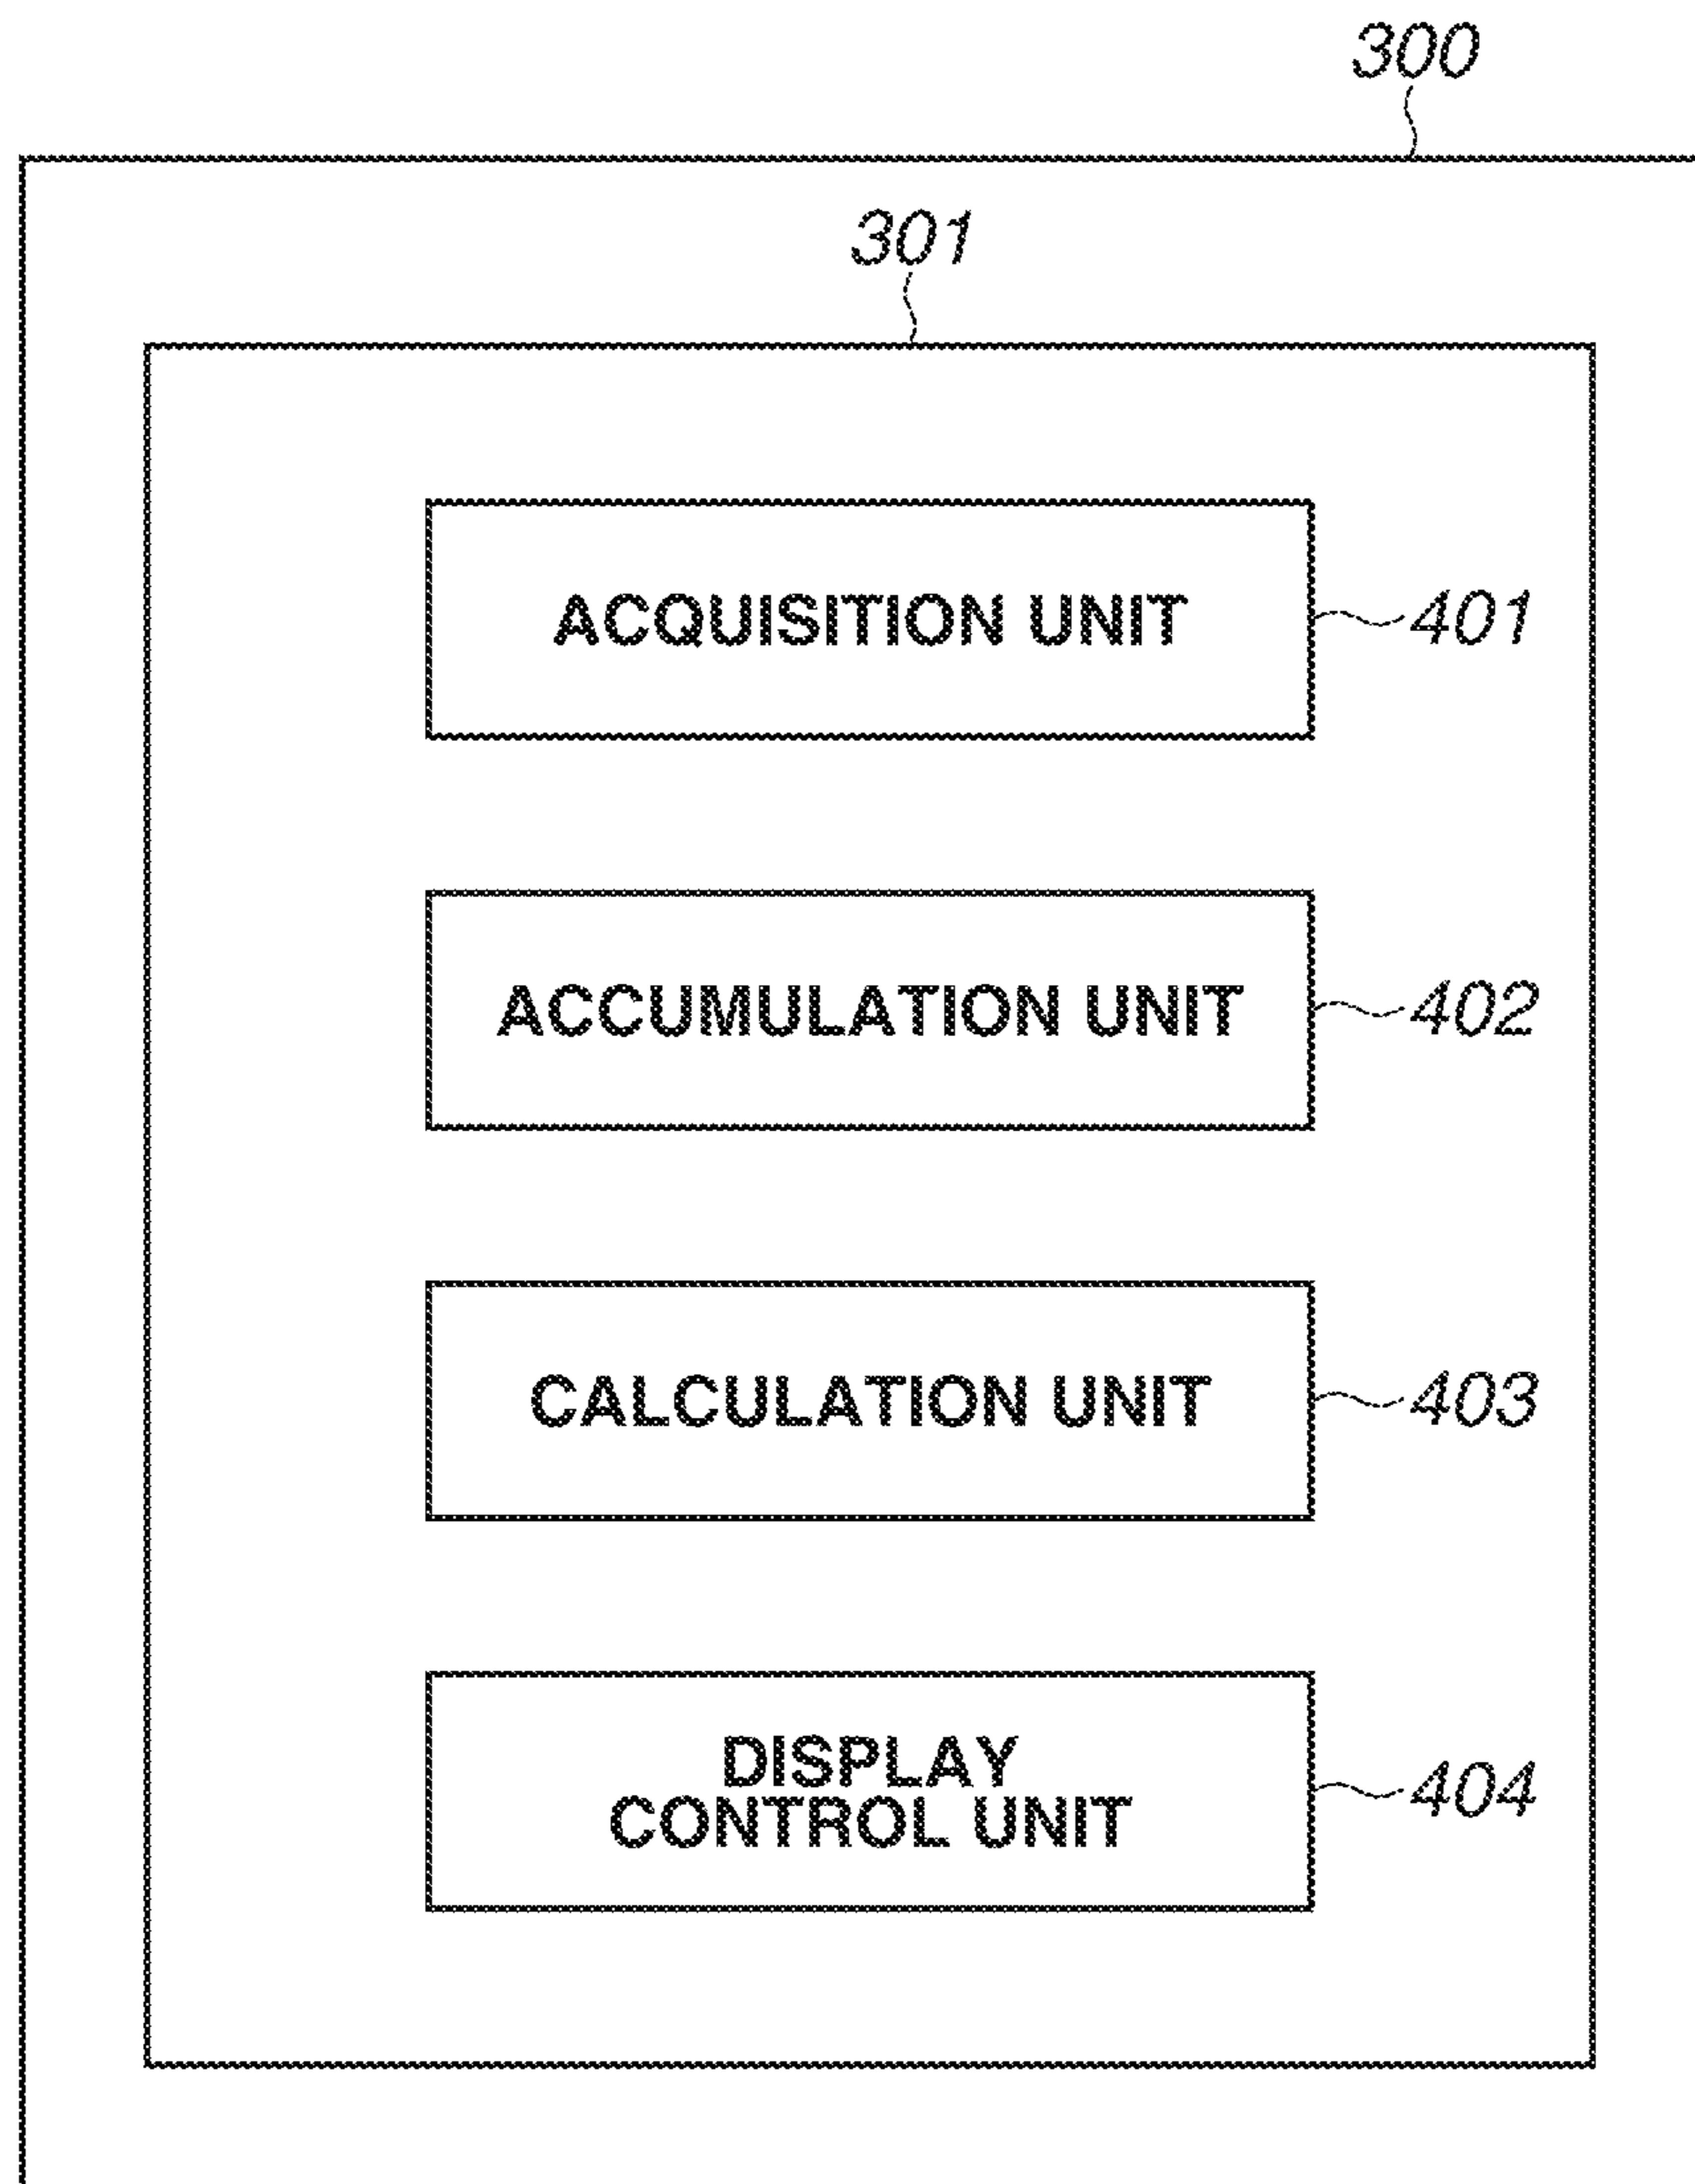 300
301
ACQUISITION UNIT
401
ACCUMULATION UNIT
402
CALCULATION UNIT
403
DISPLAY
CONTROL UNIT
404